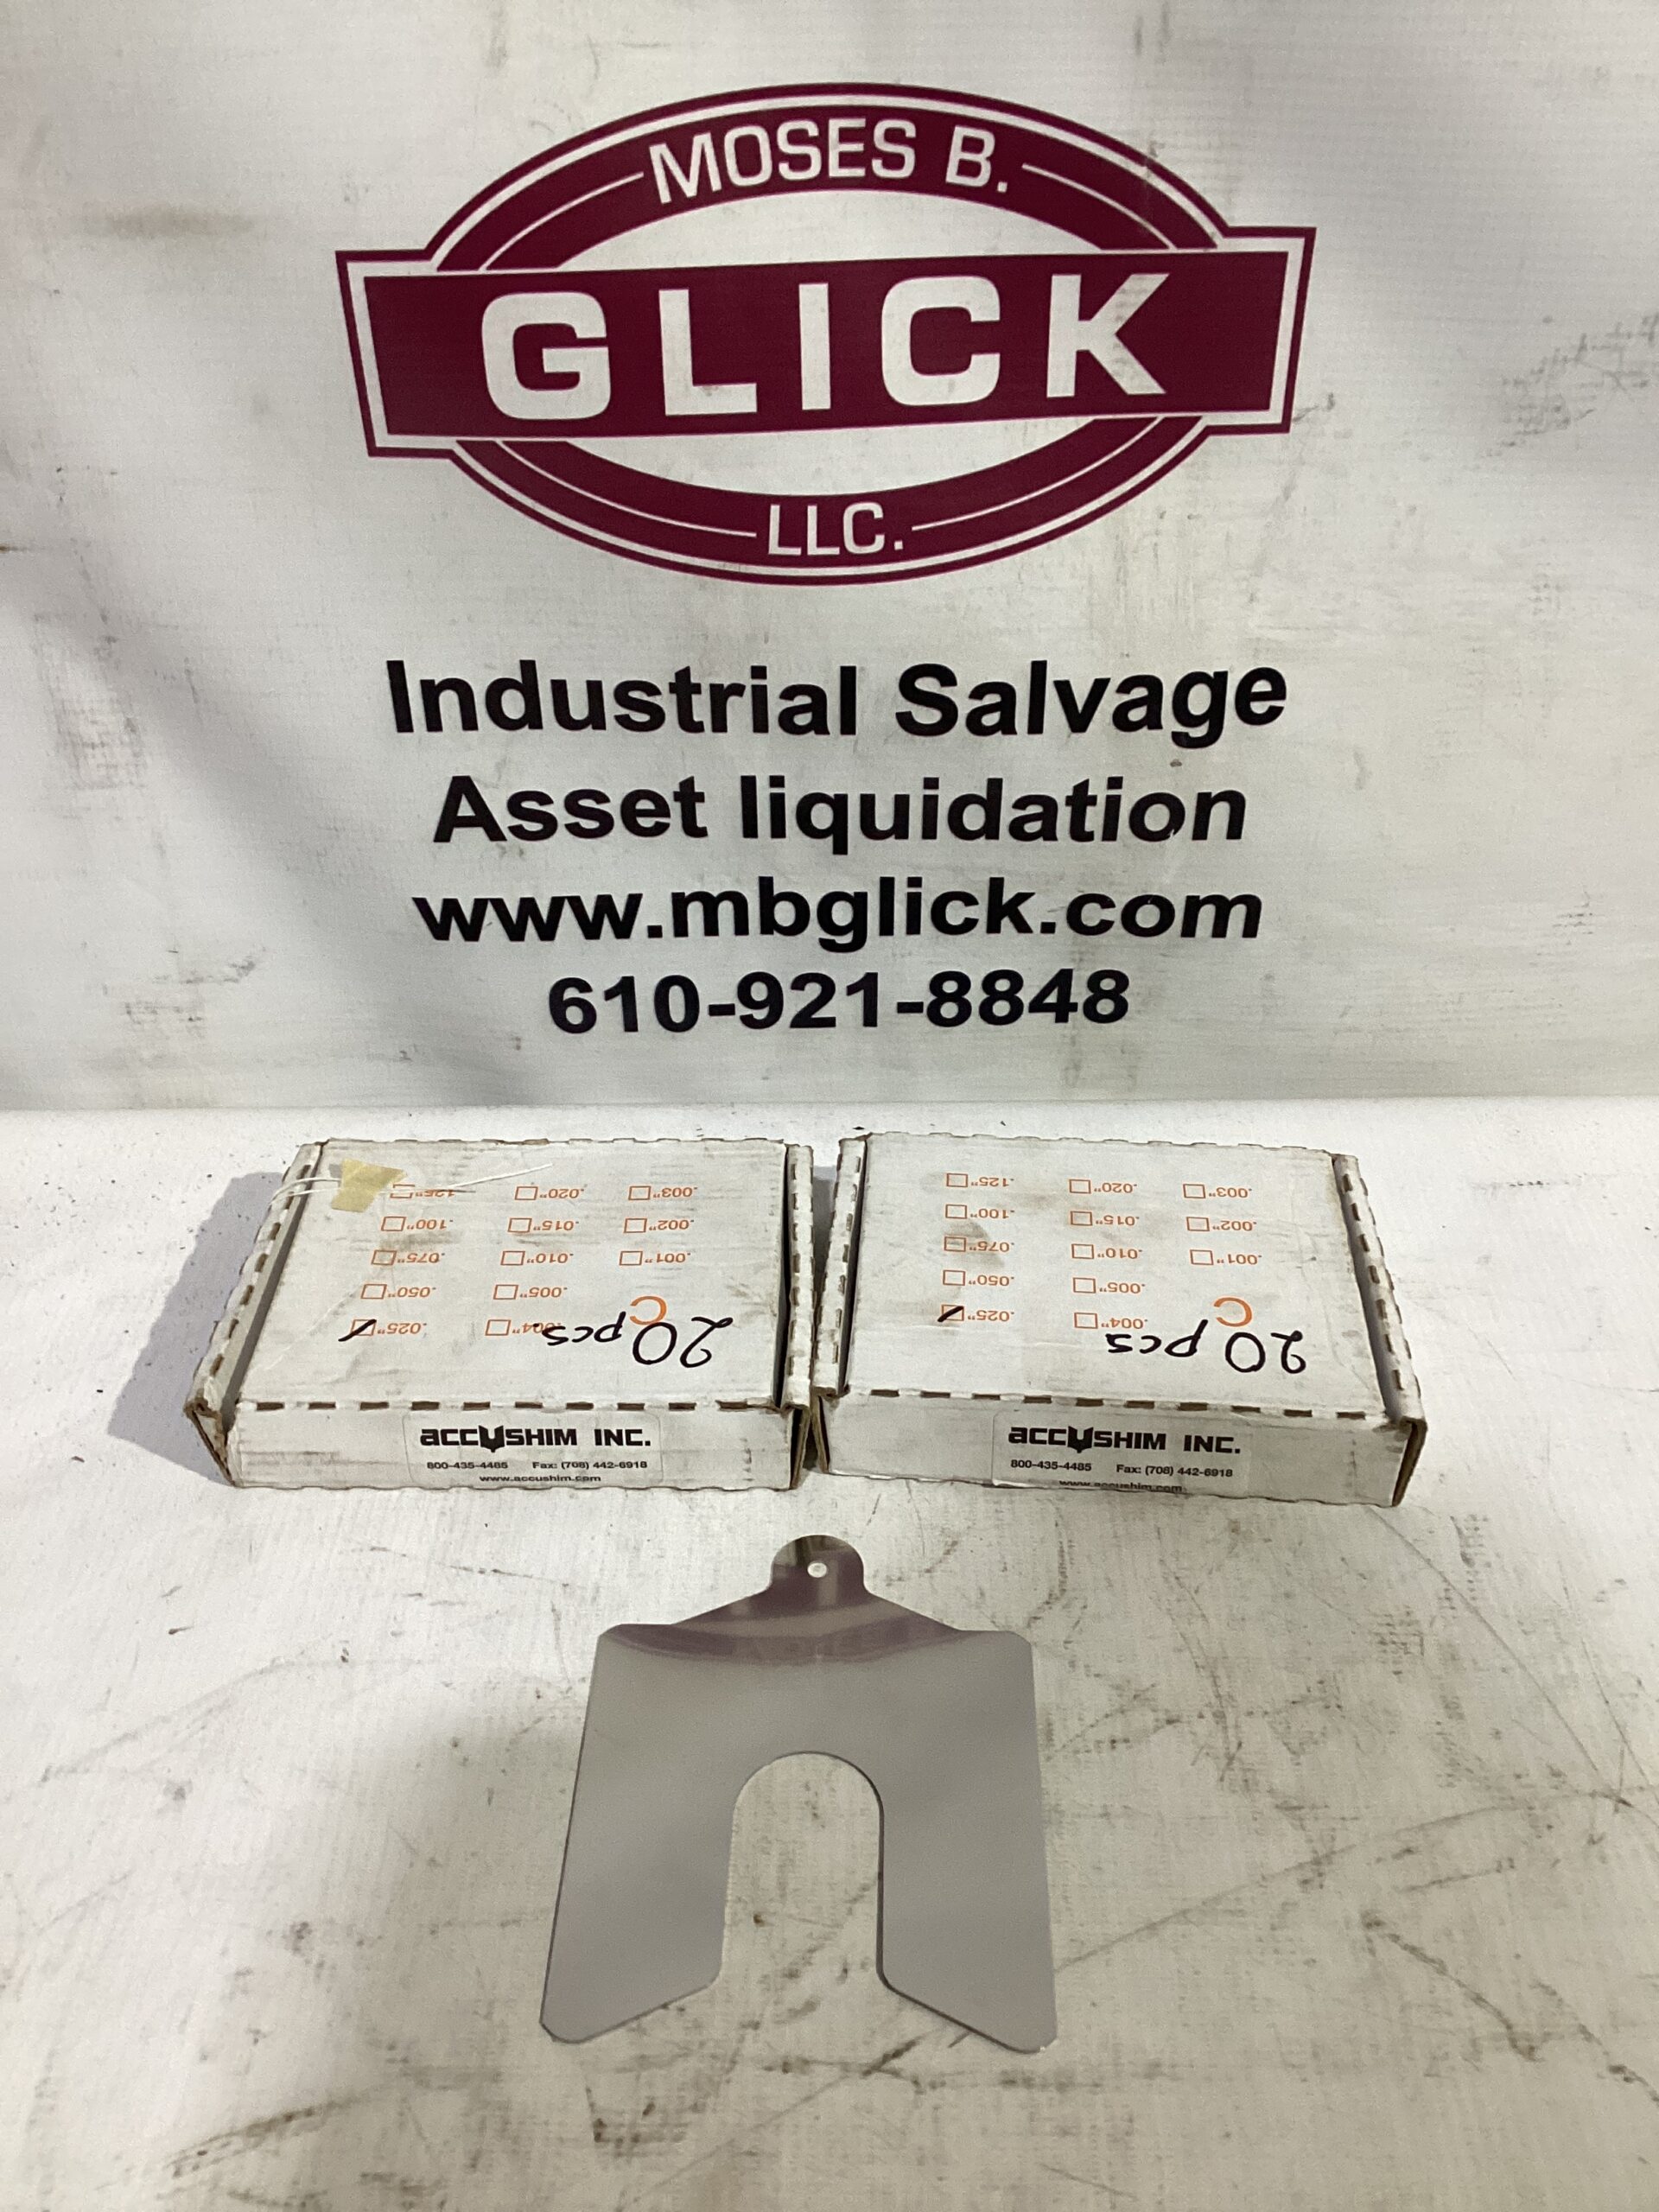 MOSES B.
GLICK
LLC.
Industrial Salvage
Asset liquidation
www.mbglick.com
610-921-8848
.125" .020" .003"
.100" .015" .002"
.075" .010" .001"
.050" .005"
.025" .004" C
20 pcs
ACCUSHIM INC.
800-435-4485 Fax: (708) 442-6918
www.accushim.com
.125" .020" .003"
.100" .015" .002"
.075" .010" .001"
.050" .005"
.025" .004" C
20 pcs
ACCUSHIM INC.
800-435-4485 Fax: (708) 442-6918
www.accushim.com